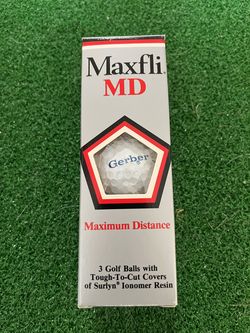 Maxfli®
MD
Gerber
Maximum Distance
3 Golf Balls with
Tough-To-Cut Covers
of Surlyn® Ionomer Resin